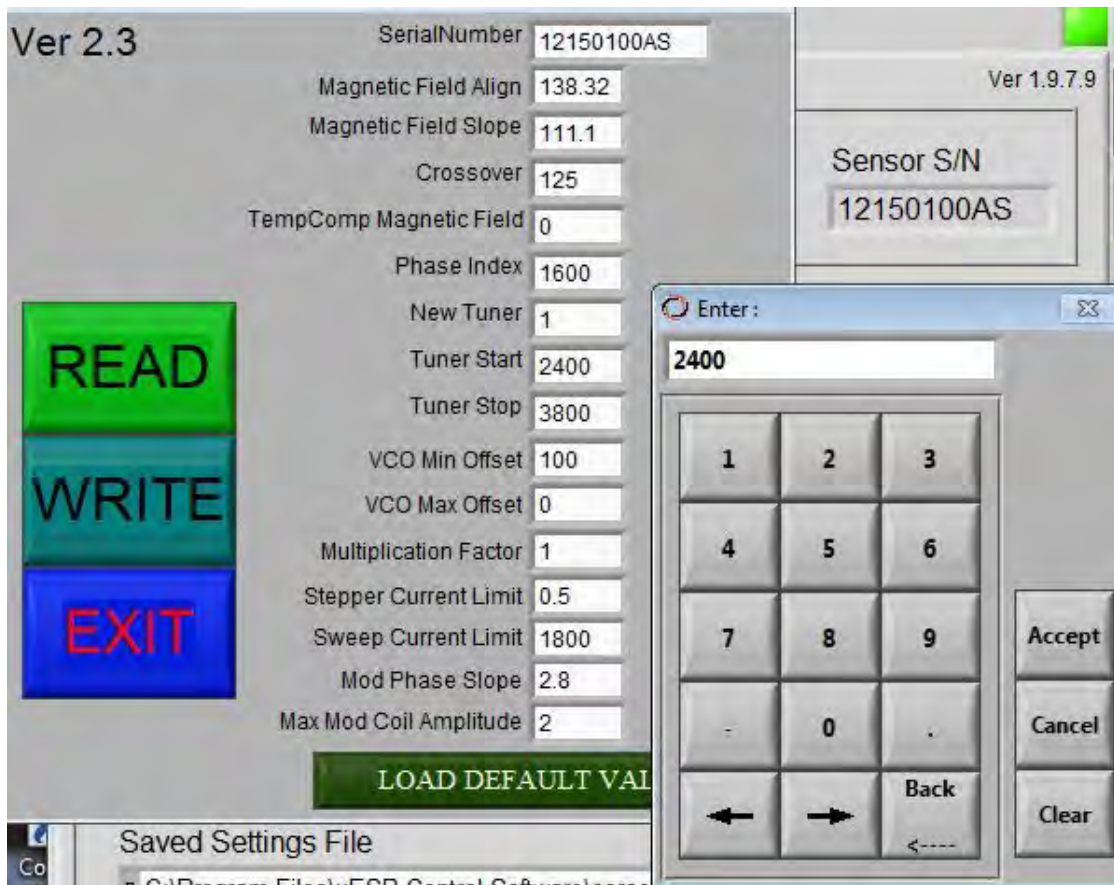 Ver 2.3
SerialNumber 12150100AS
Magnetic Field Align 138.32
Magnetic Field Slope 111.1
Crossover 125
TempComp Magnetic Field 0
Phase Index 1600
New Tuner 1
Tuner Start 2400
Tuner Stop 3800
VCO Min Offset 100
VCO Max Offset 0
Multiplication Factor 1
Stepper Current Limit 0.5
Sweep Current Limit 1800
Mod Phase Slope 2.8
Max Mod Coil Amplitude 2
READ
WRITE
EXIT
LOAD DEFAULT VAL
Co
Saved Settings File
Ver 1.9.7.9
Sensor S/N
12150100AS
Enter :
2400
1 2 3
4 5 6
7 8 9
- 0 .
Back
<----
Accept
Cancel
Clear